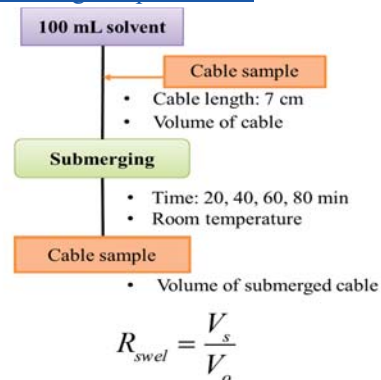 100 mL solvent
Cable sample
• Cable length: 7 cm
• Volume of cable
Submerging
• Time: 20, 40, 60, 80 min
• Room temperature
Cable sample
• Volume of submerged cable
R_swel = V_s / V_o